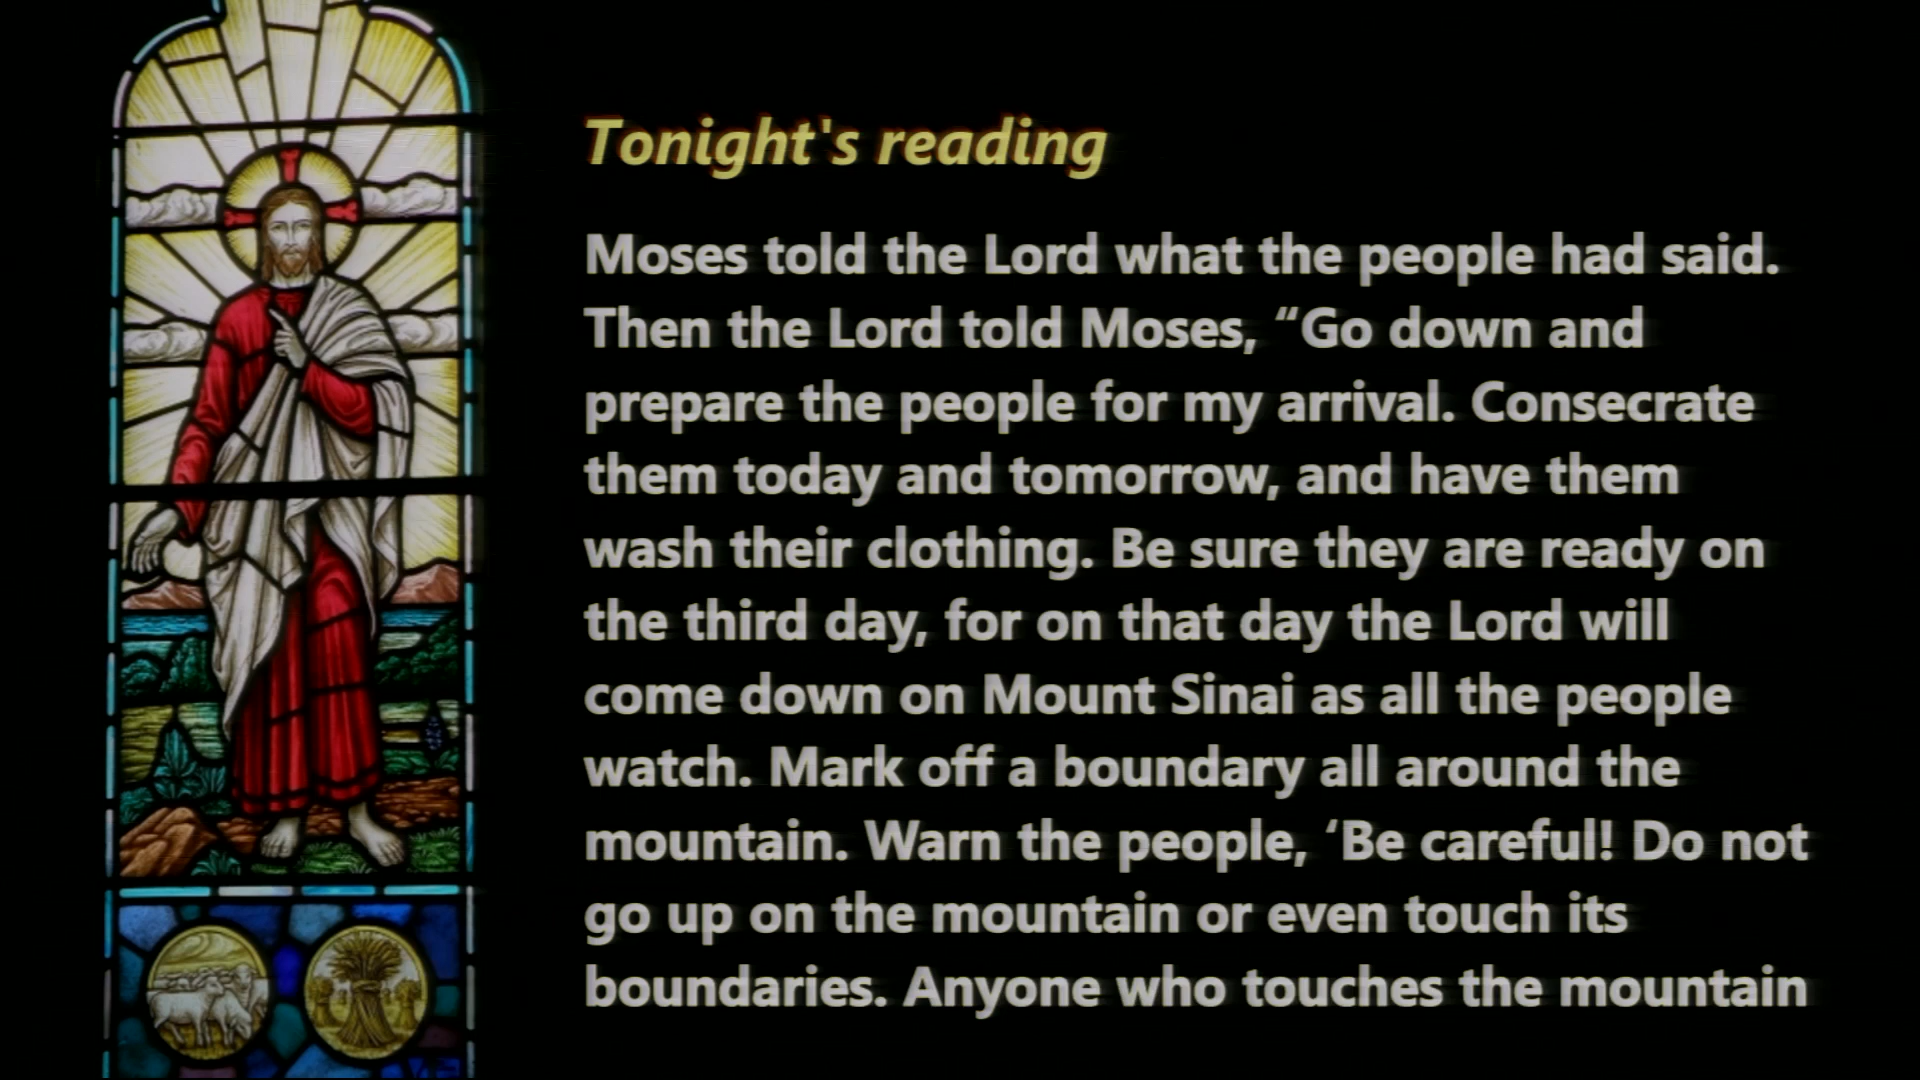 Tonight's reading
Moses told the Lord what the people had said.
Then the Lord told Moses, “Go down and
prepare the people for my arrival. Consecrate
them today and tomorrow, and have them
wash their clothing. Be sure they are ready on
the third day, for on that day the Lord will
come down on Mount Sinai as all the people
watch. Mark off a boundary all around the
mountain. Warn the people, ‘Be careful! Do not
go up on the mountain or even touch its
boundaries. Anyone who touches the mountain